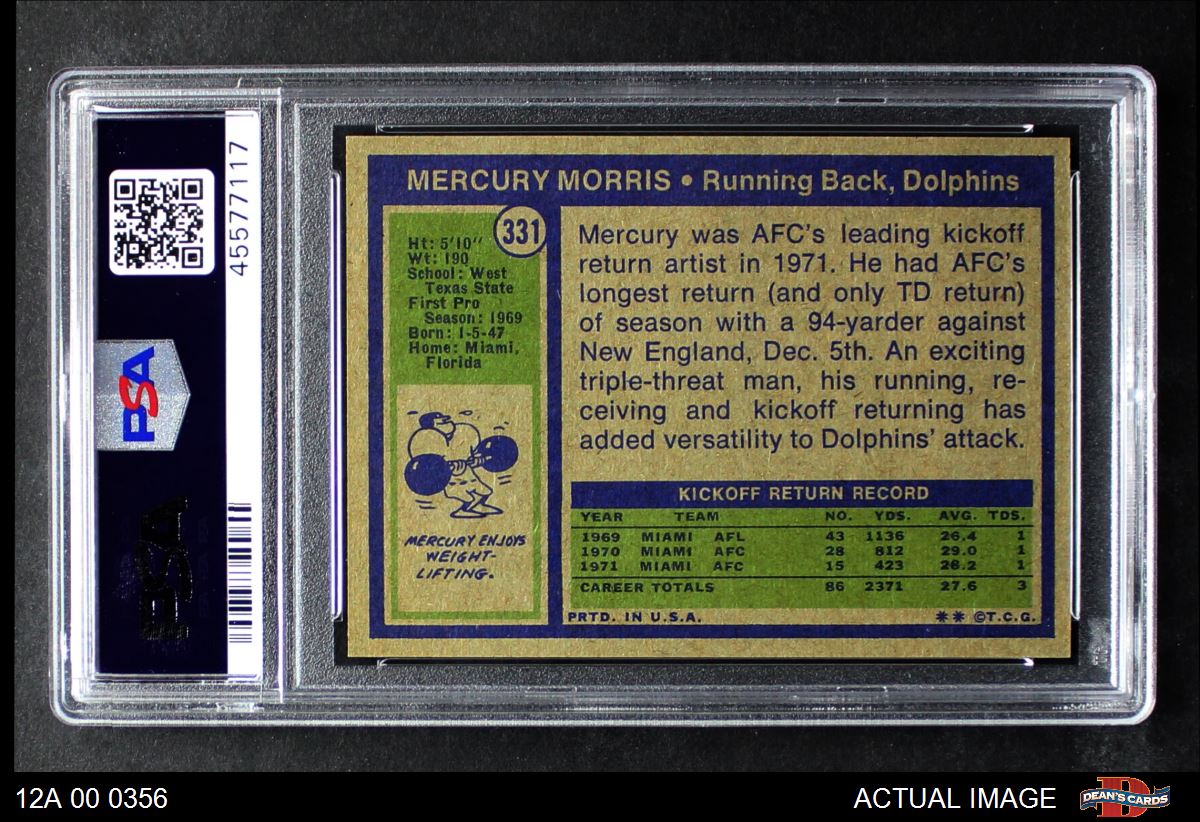 45577117
PSA
PSA
MERCURY MORRIS • Running Back, Dolphins
331
Ht: 5'10"
Wt: 190
School: West
Texas State
First Pro
Season: 1969
Born: 1-5-47
Home: Miami,
Florida
MERCURY ENJOYS
WEIGHT-
LIFTING.
Mercury was AFC's leading kickoff
return artist in 1971. He had AFC's
longest return (and only TD return)
of season with a 94-yarder against
New England, Dec. 5th. An exciting
triple-threat man, his running, re-
ceiving and kickoff returning has
added versatility to Dolphins' attack.
KICKOFF RETURN RECORD
YEAR TEAM NO. YDS. AVG. TDS.
1969 MIAMI AFL 43 1136 26.4 1
1970 MIAMI AFC 28 812 29.0 1
1971 MIAMI AFC 15 423 28.2 1
CAREER TOTALS 86 2371 27.6 3
PRTD. IN U.S.A. ** ©T.C.G.
12A 00 0356
ACTUAL IMAGE
DEAN'S CARDS